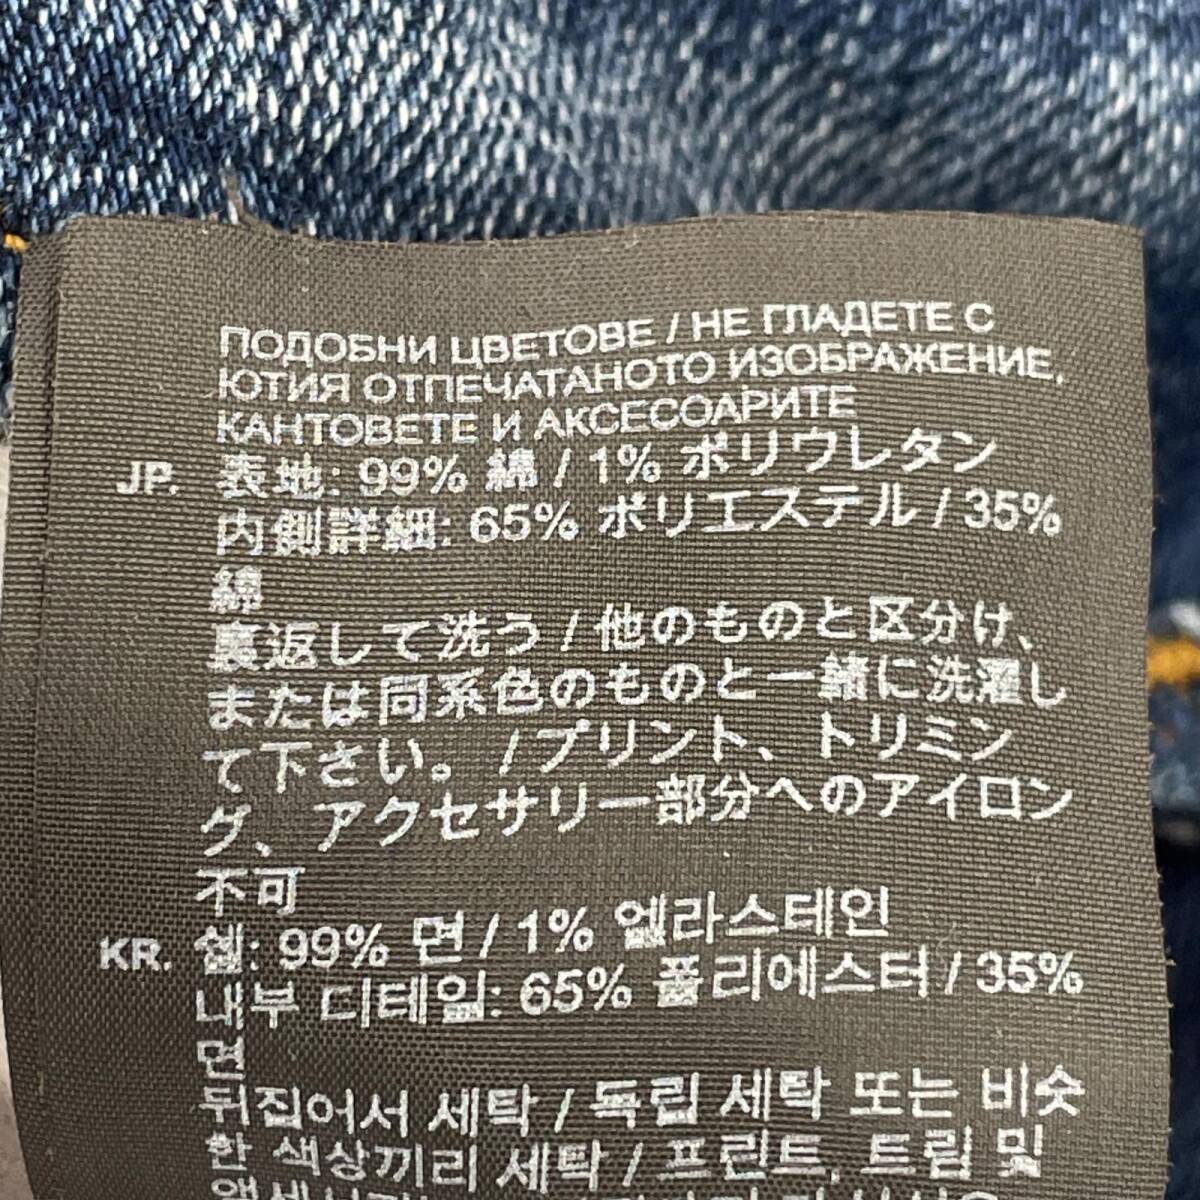 ПОДОБНИ ЦВЕТОВЕ / НЕ ГЛАДЕТЕ С
ЮТИЯ ОТПЕЧАТАНОТО ИЗОБРАЖЕНИЕ,
КАНТОВЕТЕ И АКСЕСОАРИТЕ
JP. 表地: 99% 綿 / 1% ポリウレタン
内側詳細: 65% ポリエステル / 35%
綿
裏返して洗う / 他のものと区分け、
または同系色のものと一緒に洗濯し
て下さい。 / プリント、トリミン
グ、アクセサリー部分へのアイロン
不可
KR. 쉘: 99% 면 / 1% 엘라스테인
내부 디테일: 65% 폴리에스터 / 35%
면
뒤집어서 세탁 / 독립 세탁 또는 비슷
한 색상끼리 세탁 / 프린트, 트림 및